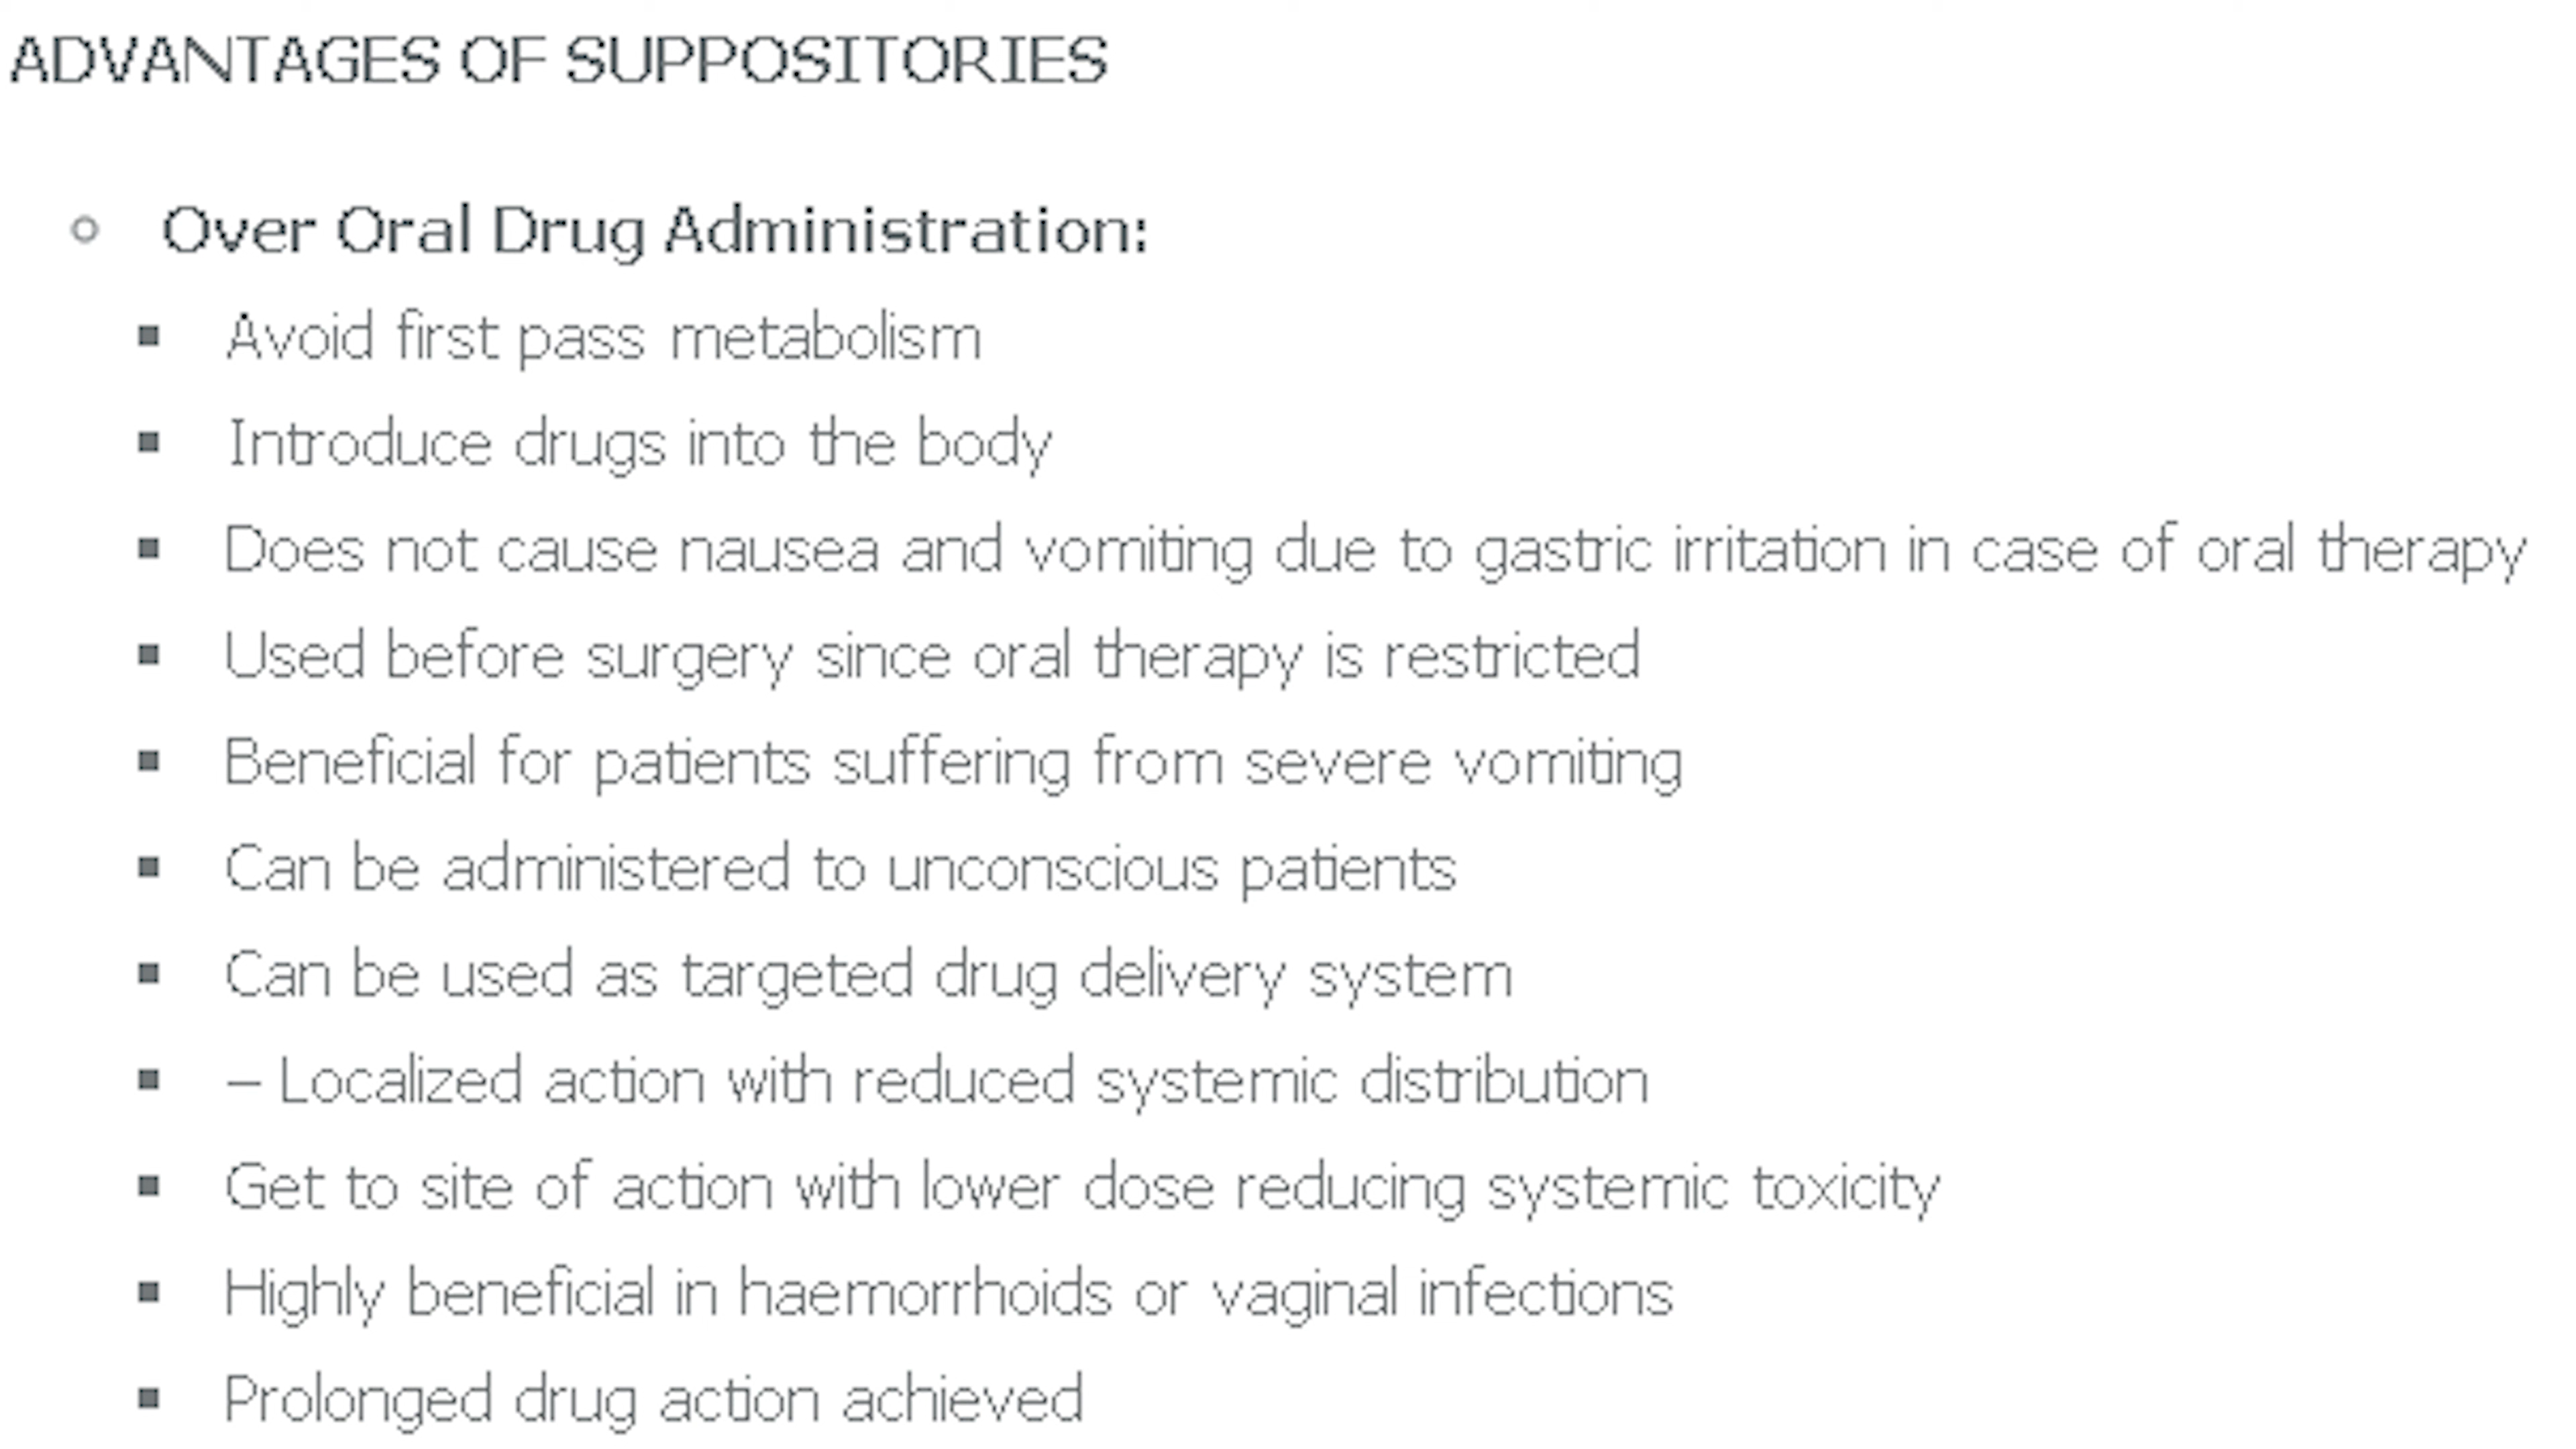 ADVANTAGES OF SUPPOSITORIES
Over Oral Drug Administration:
Avoid first pass metabolism
Introduce drugs into the body
Does not cause nausea and vomiting due to gastric irritation in case of oral therapy
Used before surgery since oral therapy is restricted
Beneficial for patients suffering from severe vomiting
Can be administered to unconscious patients
Can be used as targeted drug delivery system
– Localized action with reduced systemic distribution
Get to site of action with lower dose reducing systemic toxicity
Highly beneficial in haemorrhoids or vaginal infections
Prolonged drug action achieved